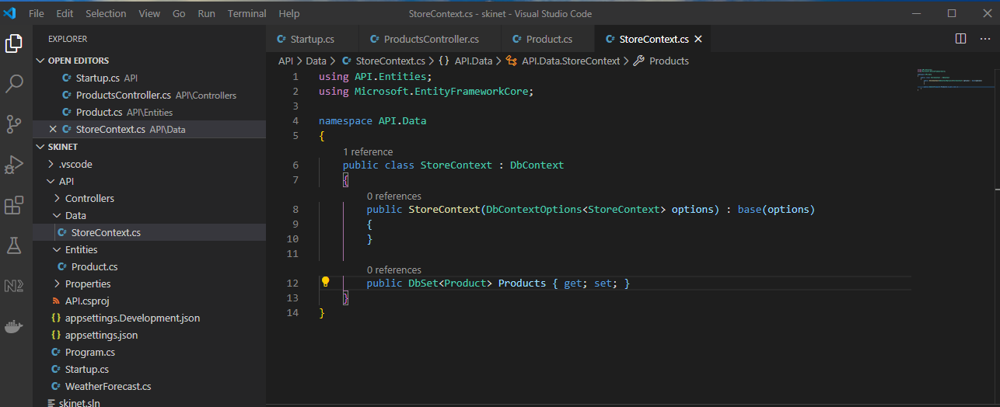 File Edit Selection View Go Run Terminal Help StoreContext.cs - skinet - Visual Studio Code
EXPLORER
OPEN EDITORS
Startup.cs API
ProductsController.cs API\Controllers
Product.cs API\Entities
StoreContext.cs API\Data
SKINET
.vscode
API
Controllers
Data
StoreContext.cs
Entities
Product.cs
Properties
API.csproj
appsettings.Development.json
appsettings.json
Program.cs
Startup.cs
WeatherForecast.cs
skinet.sln
Startup.cs ProductsController.cs Product.cs StoreContext.cs
API > Data > StoreContext.cs > {} API.Data > API.Data.StoreContext > Products
1 using API.Entities;
2 using Microsoft.EntityFrameworkCore;
3
4 namespace API.Data
5 {
1 reference
6 public class StoreContext : DbContext
7 {
0 references
8 public StoreContext(DbContextOptions<StoreContext> options) : base(options)
9 {
10 }
11
0 references
12 public DbSet<Product> Products { get; set; }
13 }
14 }